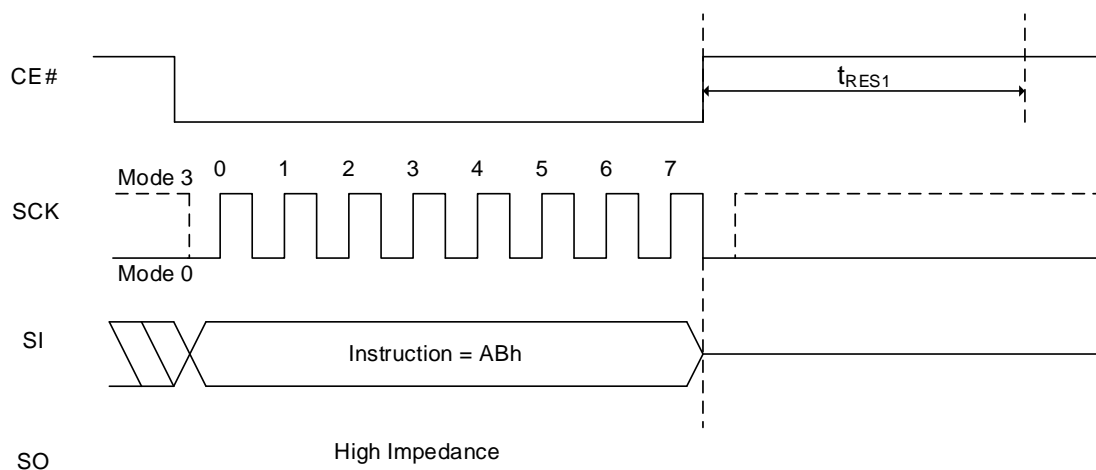 CE#
tRES1
0 1 2 3 4 5 6 7
Mode 3
SCK
Mode 0
SI
Instruction = ABh
High Impedance
SO